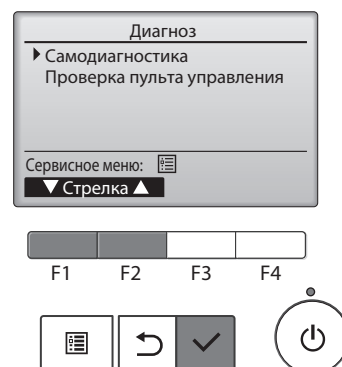 Диагноз
Самодиагностика
Проверка пульта управления
Сервисное меню:
▼ Стрелка ▲
F1 F2 F3 F4